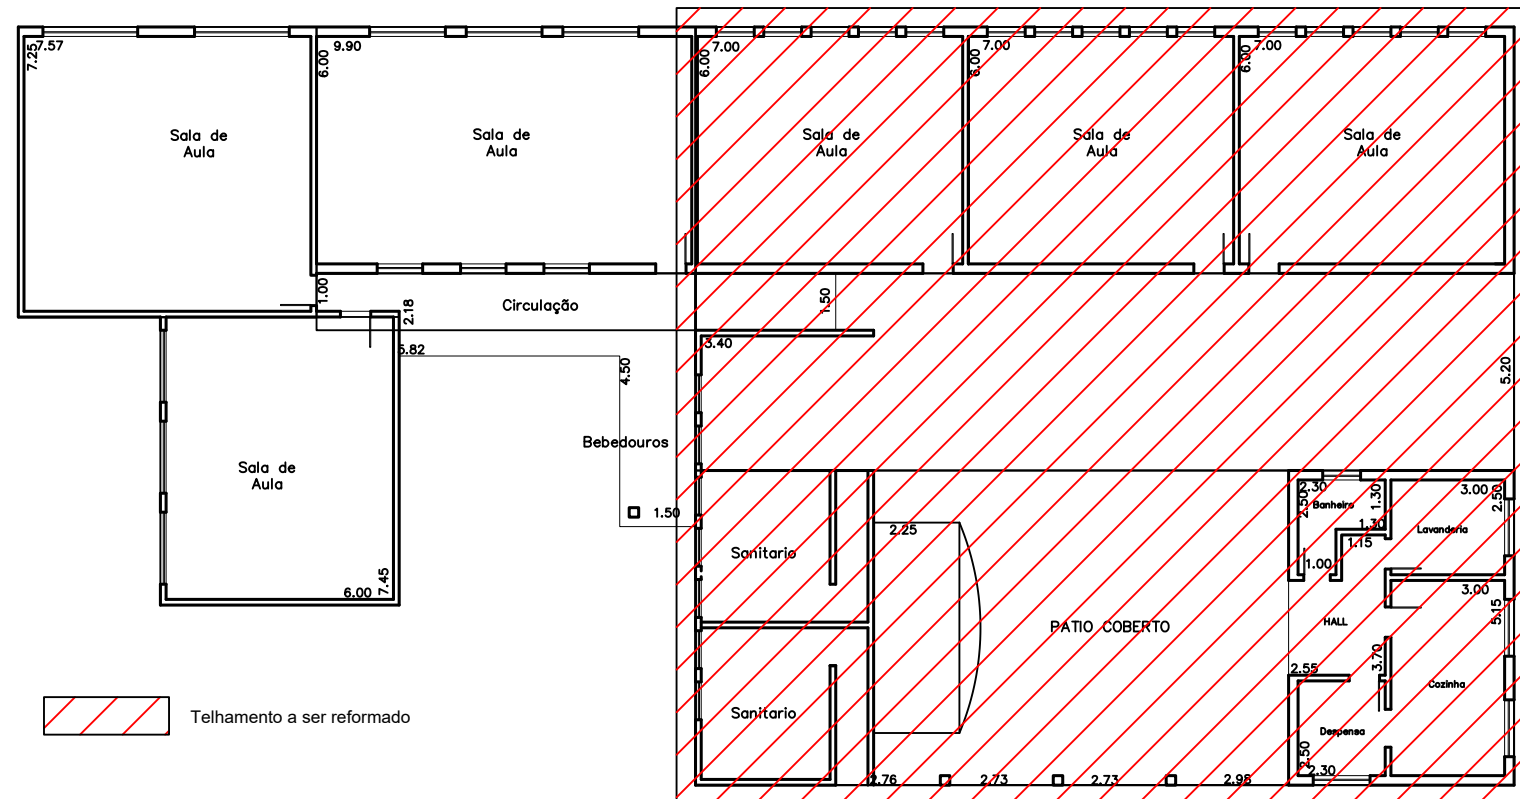 7.57
7.25
9.90
6.00
7.00
6.00
7.00
6.00
7.00
6.00
Sala de
Aula
Sala de
Aula
Sala de
Aula
Sala de
Aula
Sala de
Aula
1.00
2.18
Circulação
1.50
5.82
3.40
4.50
5.20
Bebedouros
Sala de
Aula
1.50
2.25
2.30
2.50
Banheiro
1.30
1.30
1.15
1.00
3.00
2.50
Lavanderia
Sanitario
7.45
6.00
3.00
5.15
PATIO COBERTO
HALL
3.70
2.55
Cozinha
Sanitario
Despensa
2.50
2.30
2.76
2.73
2.73
2.95
Telhamento a ser reformado